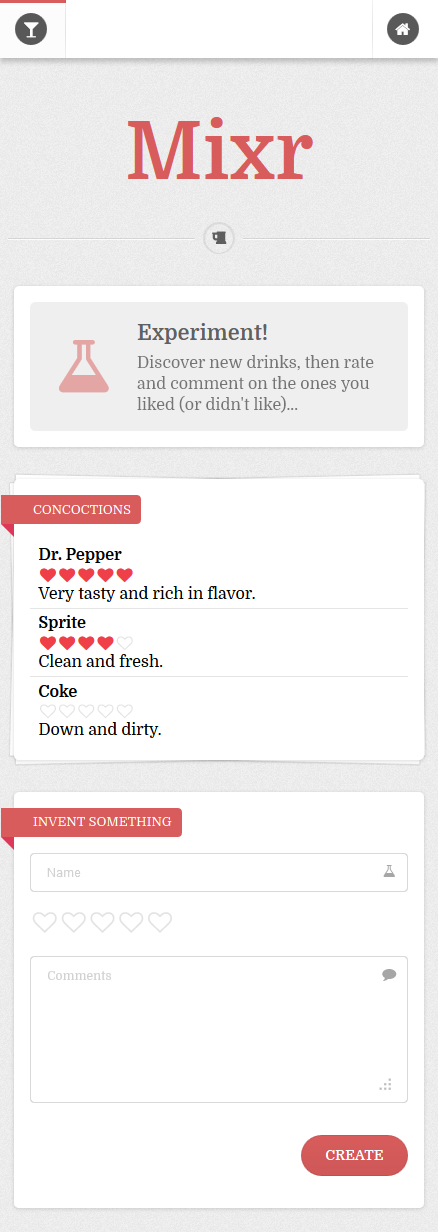 Mixr
Experiment!
Discover new drinks, then rate
and comment on the ones you
liked (or didn't like)...
CONCOCTIONS
Dr. Pepper
Very tasty and rich in flavor.
Sprite
Clean and fresh.
Coke
Down and dirty.
INVENT SOMETHING
Name
Comments
CREATE